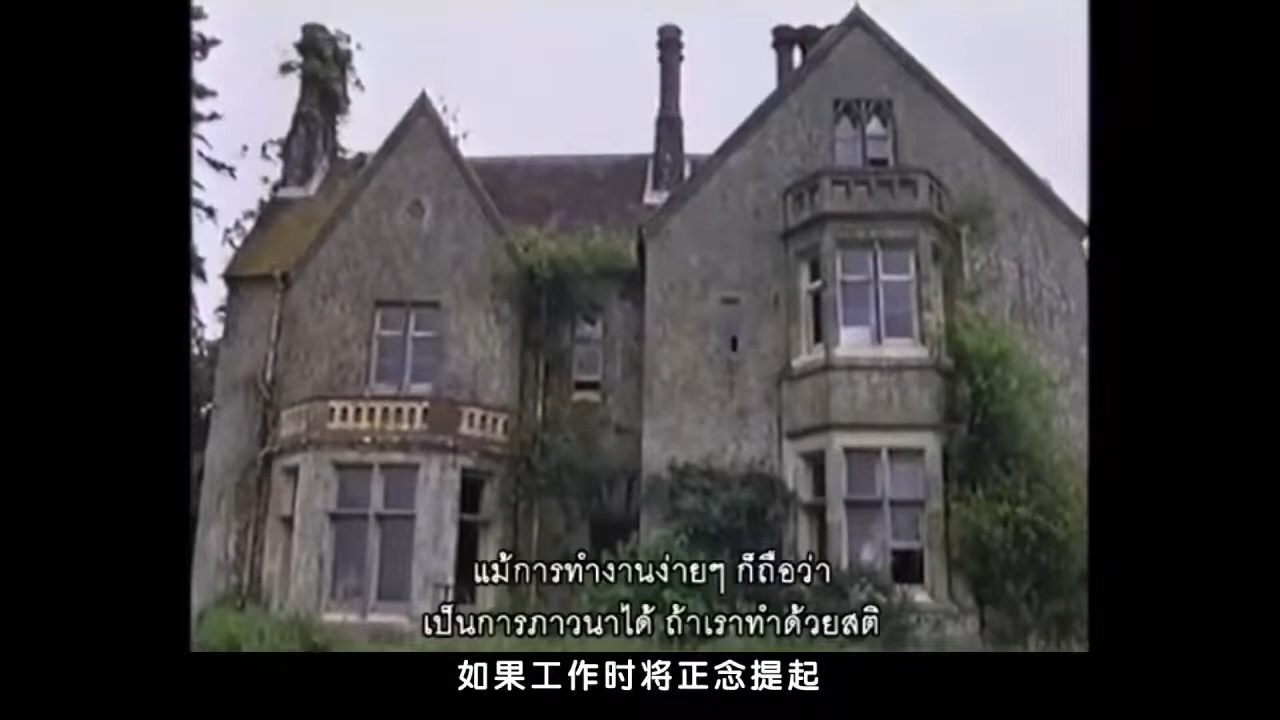 แม้การทำงานง่ายๆ ก็ถือว่า
เป็นการภาวนาได้ ถ้าเราทำด้วยสติ
如果工作时将正念提起